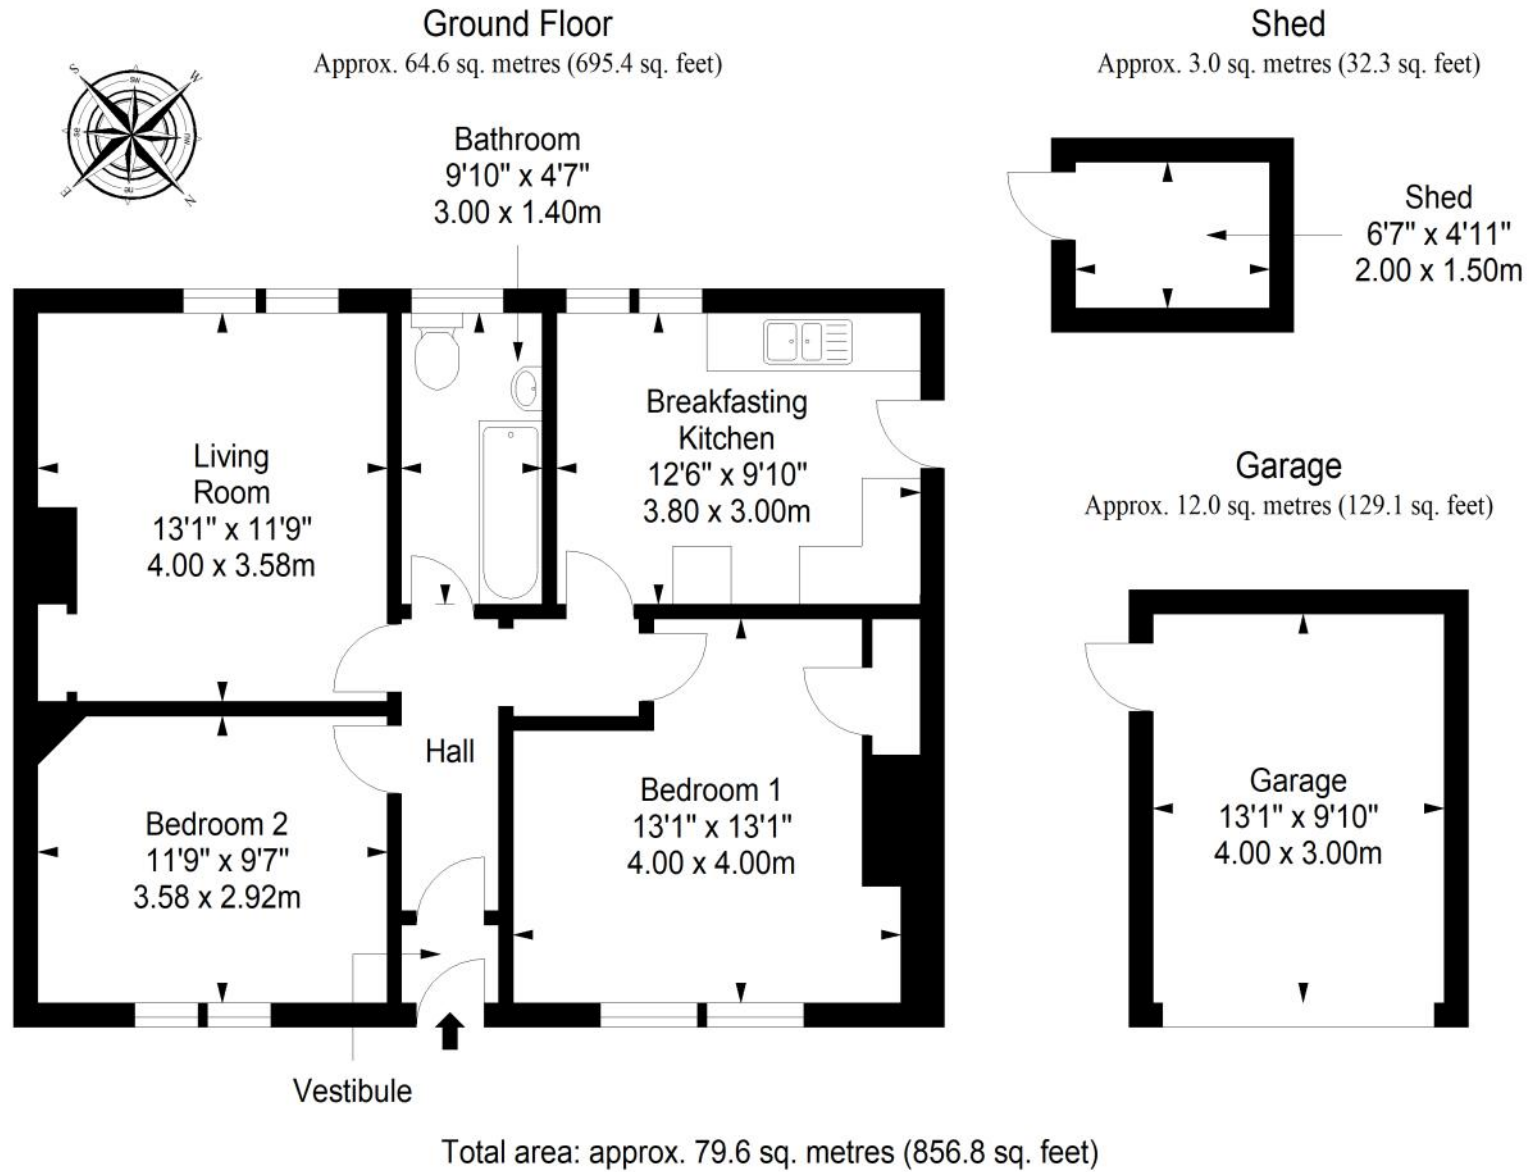 Ground Floor
Approx. 64.6 sq. metres (695.4 sq. feet)
Shed
Approx. 3.0 sq. metres (32.3 sq. feet)
S
W
E
N
sw
se
nw
ne
Bathroom
9'10" x 4'7"
3.00 x 1.40m
Shed
6'7" x 4'11"
2.00 x 1.50m
Living
Room
13'1" x 11'9"
4.00 x 3.58m
Breakfasting
Kitchen
12'6" x 9'10"
3.80 x 3.00m
Garage
Approx. 12.0 sq. metres (129.1 sq. feet)
Hall
Bedroom 2
11'9" x 9'7"
3.58 x 2.92m
Bedroom 1
13'1" x 13'1"
4.00 x 4.00m
Garage
13'1" x 9'10"
4.00 x 3.00m
Vestibule
Total area: approx. 79.6 sq. metres (856.8 sq. feet)